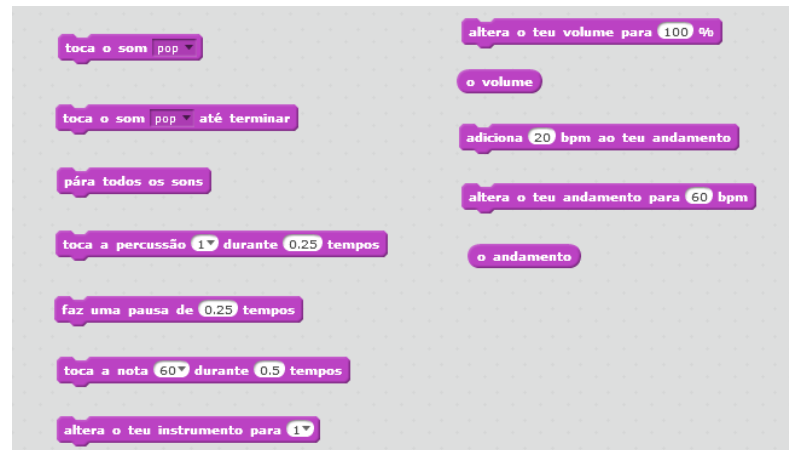 toca o som pop
toca o som pop até terminar
pára todos os sons
toca a percussão 1 durante 0.25 tempos
faz uma pausa de 0.25 tempos
toca a nota 60 durante 0.5 tempos
altera o teu instrumento para 1
altera o teu volume para 100 %
o volume
adiciona 20 bpm ao teu andamento
altera o teu andamento para 60 bpm
o andamento